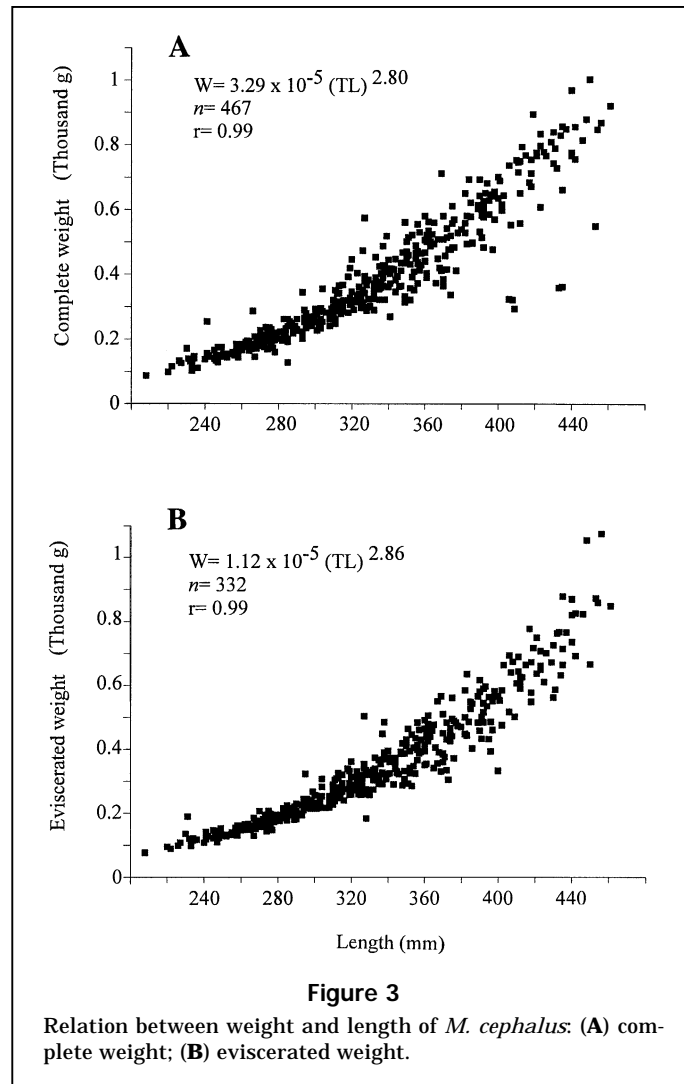 A
W= 3.29 x 10⁻⁵ (TL) 2.80
n= 467
r= 0.99
Complete weight (Thousand g)
1
0.8
0.6
0.4
0.2
0
240 280 320 360 400 440
B
W= 1.12 x 10⁻⁵ (TL) 2.86
n= 332
r= 0.99
Eviscerated weight (Thousand g)
1
0.8
0.6
0.4
0.2
0
240 280 320 360 400 440
Length (mm)
Figure 3
Relation between weight and length of M. cephalus: (A) com-
plete weight; (B) eviscerated weight.